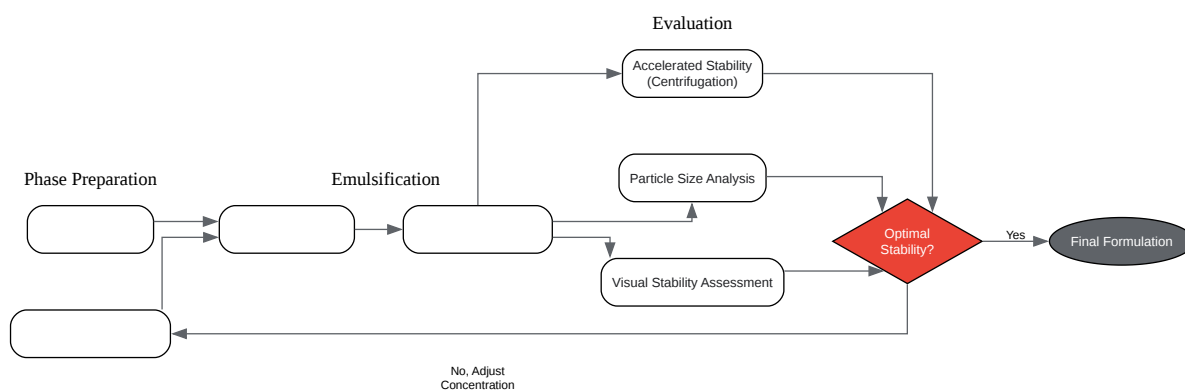 Evaluation
Accelerated Stability
(Centrifugation)
Phase Preparation
Emulsification
Particle Size Analysis
Optimal
Stability?
Yes
Final Formulation
Visual Stability Assessment
No, Adjust
Concentration